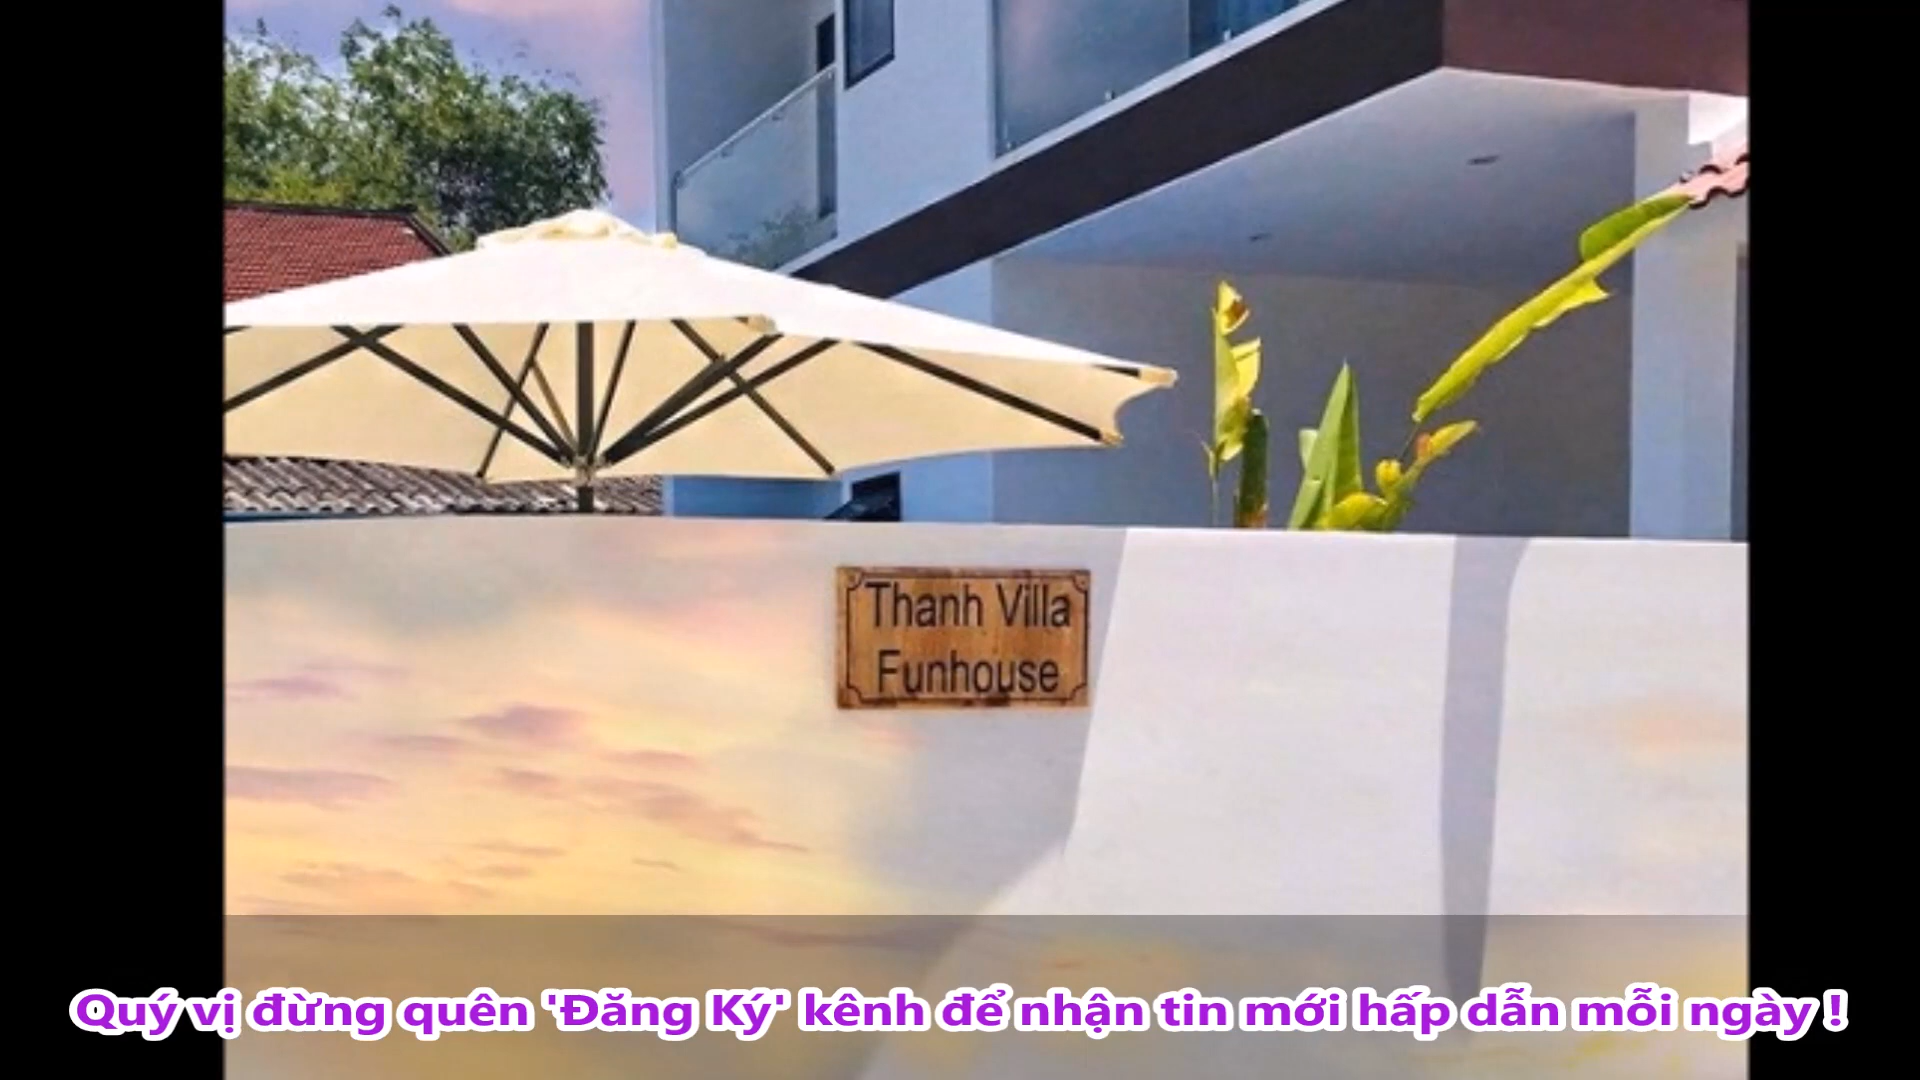 Thanh Villa
Funhouse
Quý vị đừng quên 'Đăng Ký' kênh để nhận tin mới hấp dẫn mỗi ngày !